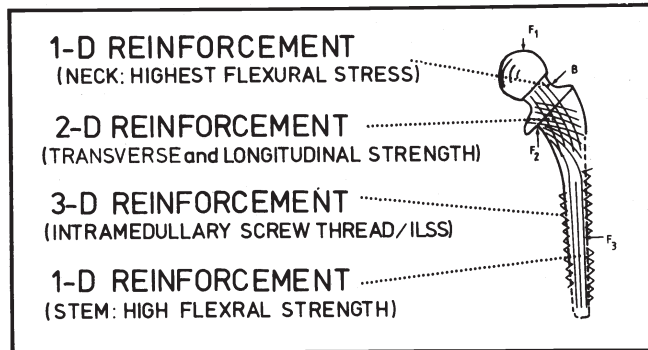 1-D REINFORCEMENT
(NECK: HIGHEST FLEXURAL STRESS)
2-D REINFORCEMENT
(TRANSVERSE and LONGITUDINAL STRENGTH)
3-D REINFORCEMENT
(INTRAMEDULLARY SCREW THREAD/ILSS)
1-D REINFORCEMENT
(STEM: HIGH FLEXRAL STRENGTH)
F1
B
F2
F3